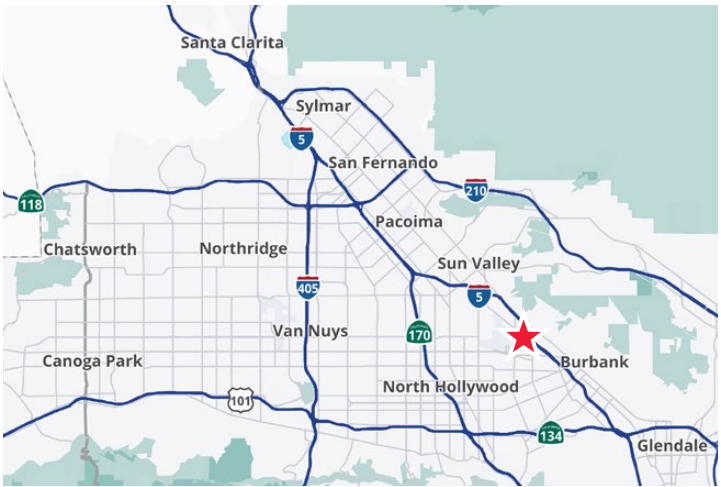 Santa Clarita
Sylmar
5
San Fernando
210
118
Pacoima
Chatsworth
Northridge
Sun Valley
405
5
Van Nuys
170
Canoga Park
Burbank
North Hollywood
101
134
Glendale